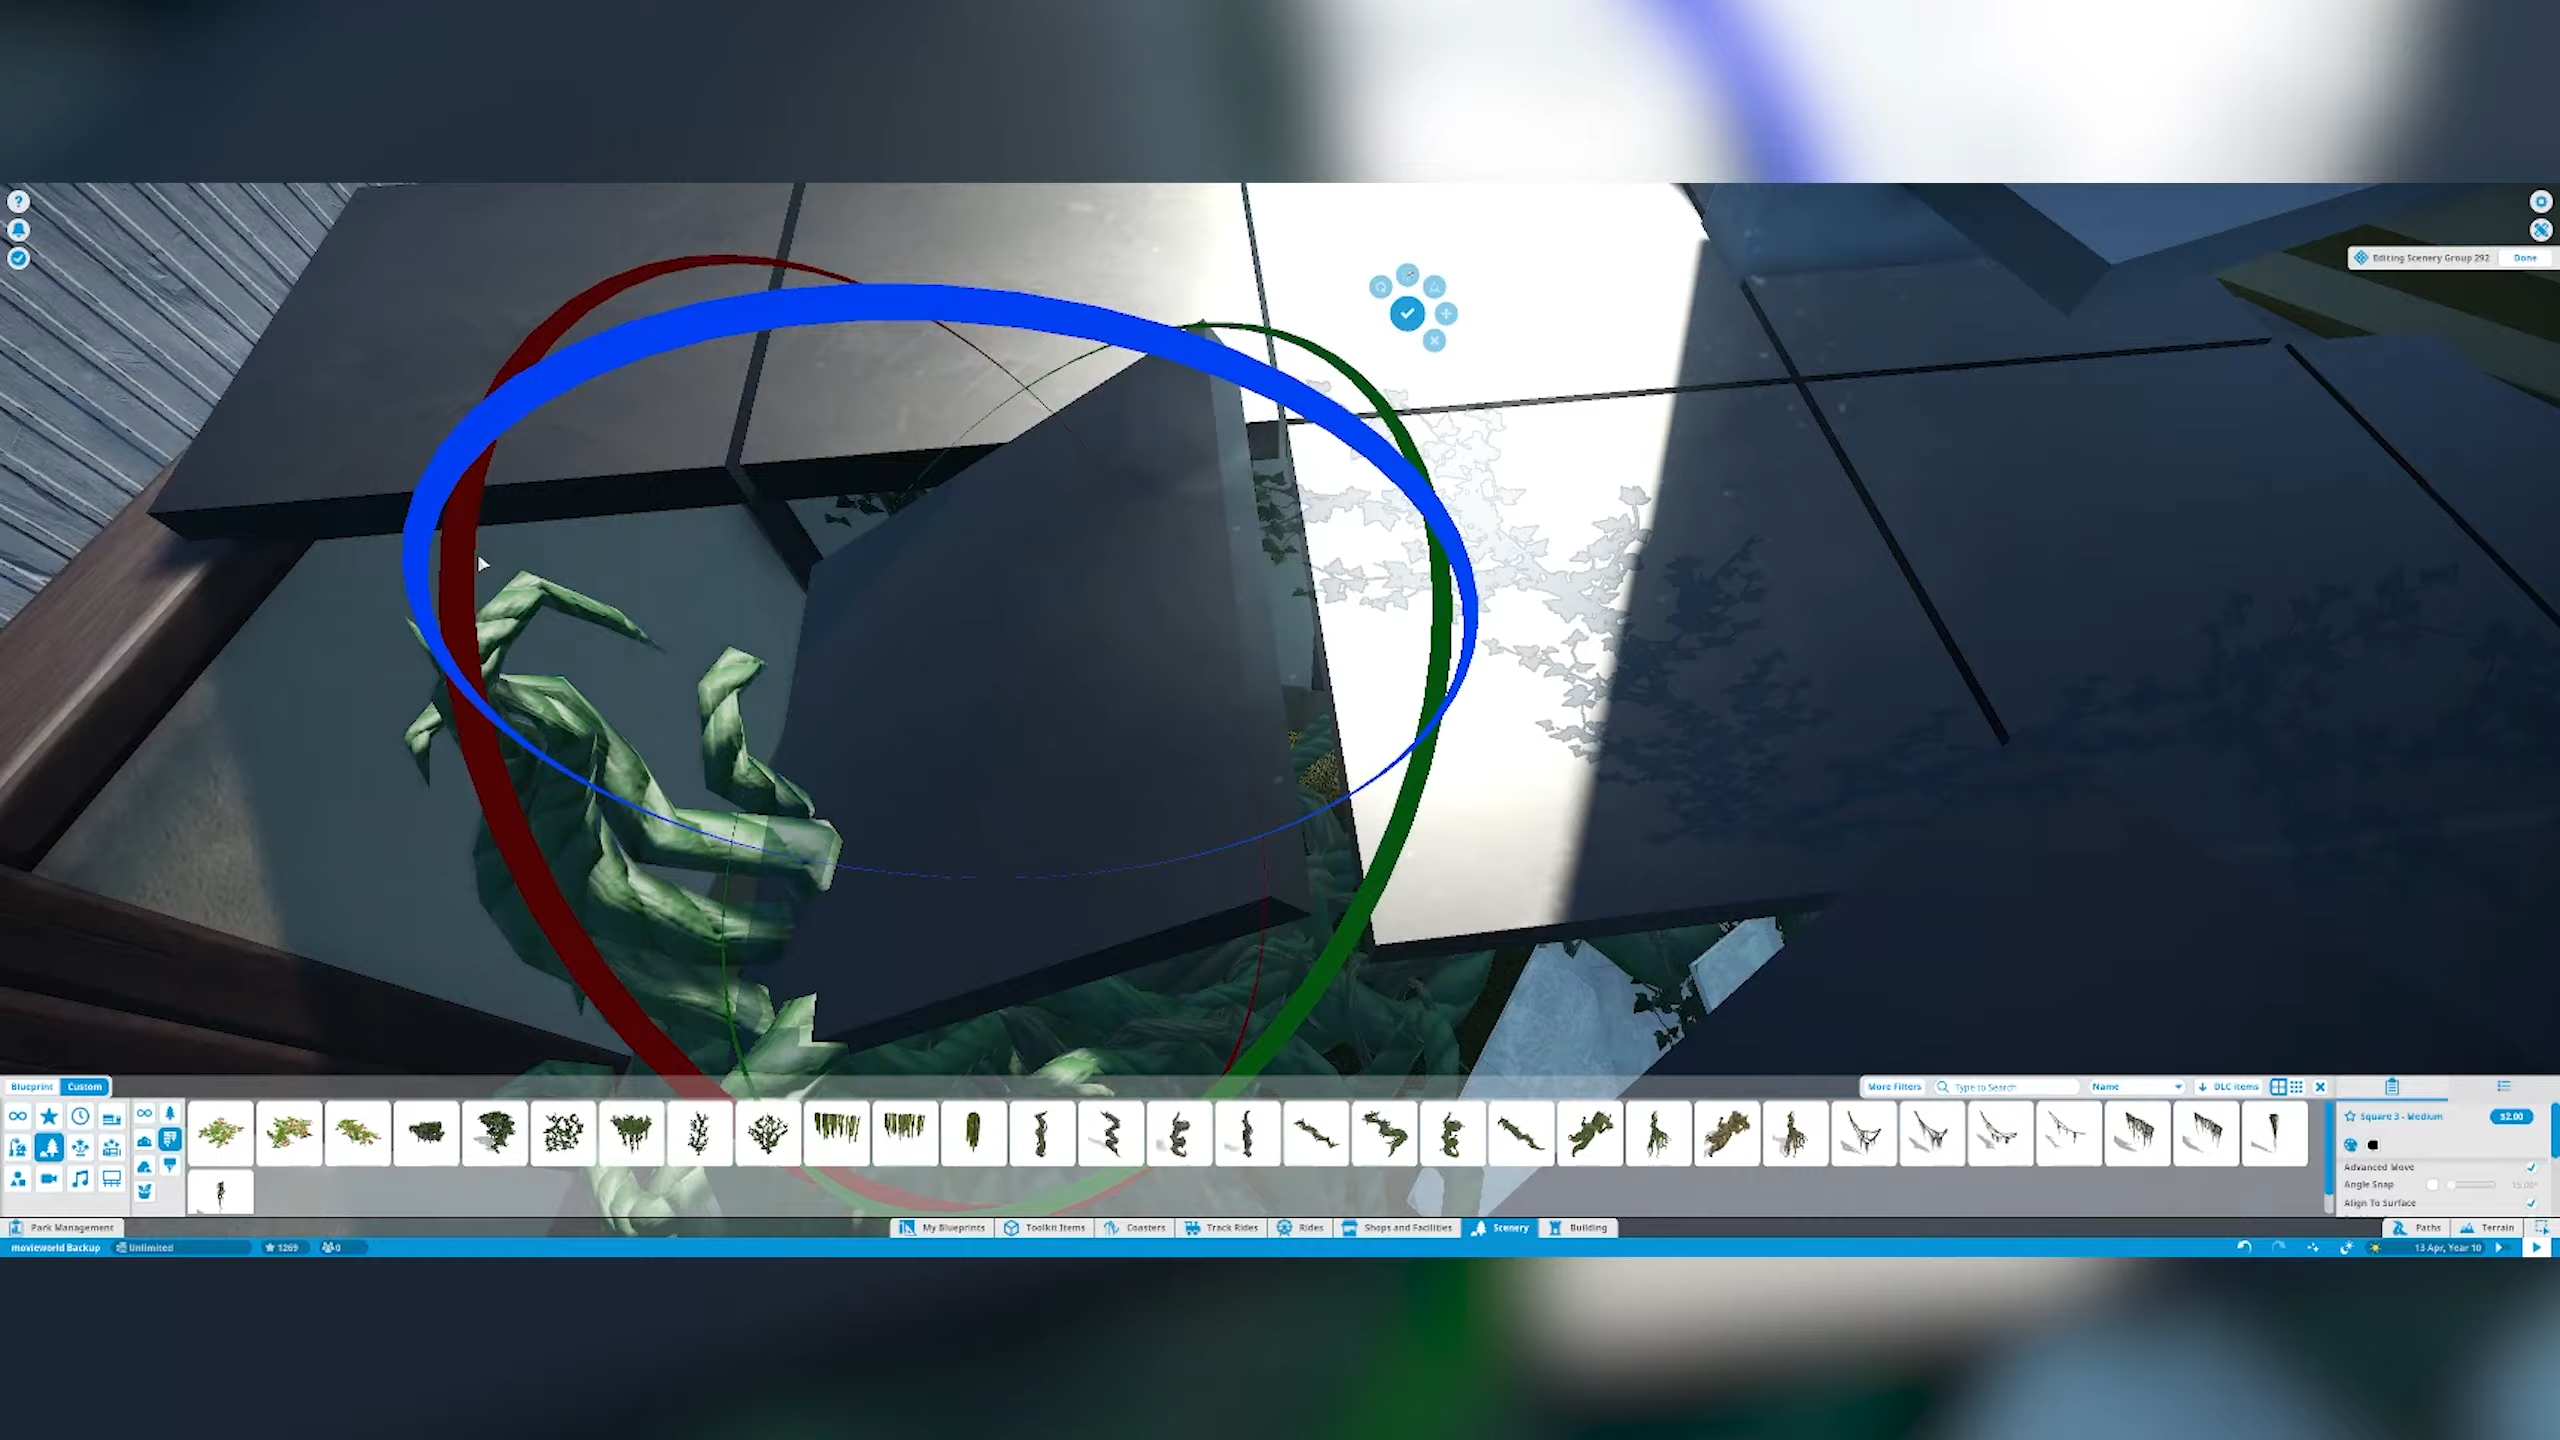 ?
Editing Scenery Group 292
Done
Blueprint
Custom
More Filters
Type to Search
Name
DLC items
Square 3 - Medium
$2.00
Advanced Move
Angle Snap
15.00°
Align To Surface
Park Management
My Blueprints
Toolkit Items
Coasters
Track Rides
Rides
Shops and Facilities
Scenery
Building
Paths
Terrain
movieworld Backup
Unlimited
1269
0
13 Apr, Year 10